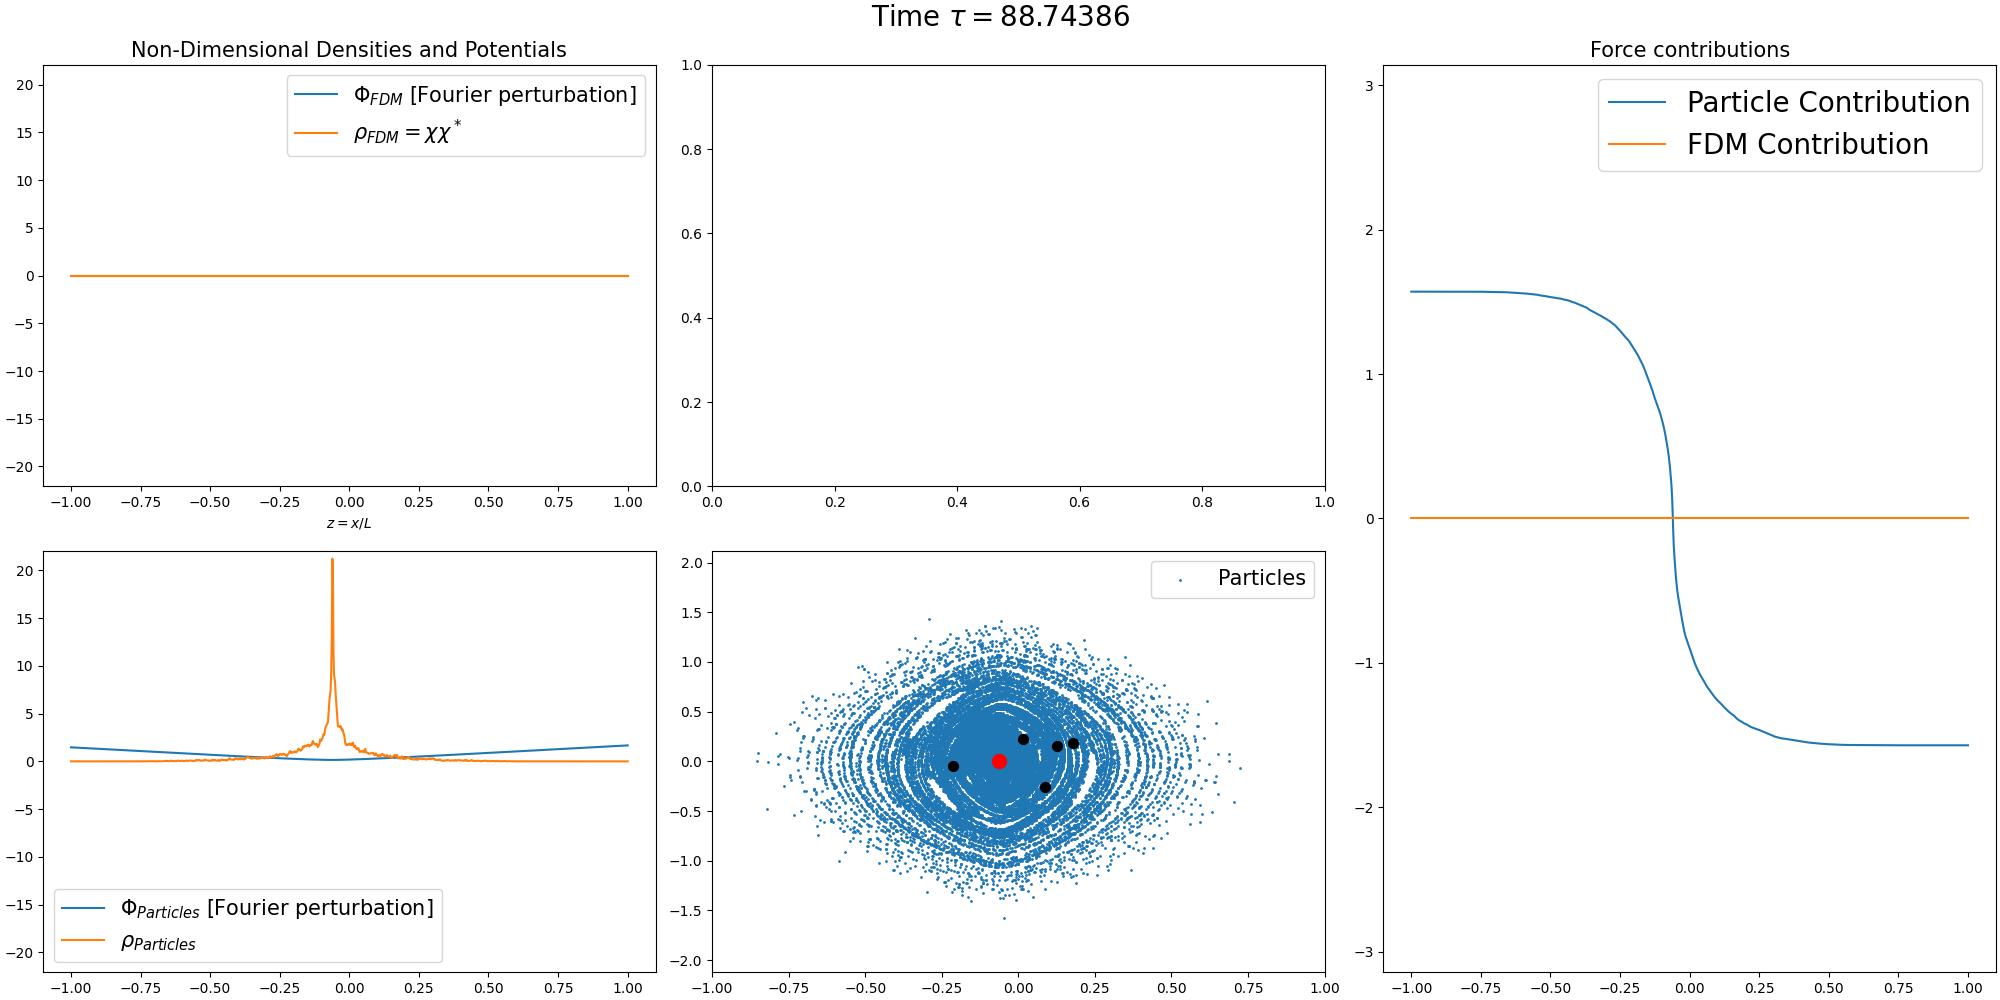 Time τ = 88.74386
Non-Dimensional Densities and Potentials
20
15
10
5
0
−5
−10
−15
−20
Φ_FDM [Fourier perturbation]
ρ_FDM = χχ*
−1.00 −0.75 −0.50 −0.25 0.00 0.25 0.50 0.75 1.00
z = x/L
1.0
0.8
0.6
0.4
0.2
0.0
0.0 0.2 0.4 0.6 0.8 1.0
Force contributions
3
2
1
0
−1
−2
−3
Particle Contribution
FDM Contribution
−1.00 −0.75 −0.50 −0.25 0.00 0.25 0.50 0.75 1.00
20
15
10
5
0
−5
−10
−15
−20
Φ_Particles [Fourier perturbation]
ρ_Particles
−1.00 −0.75 −0.50 −0.25 0.00 0.25 0.50 0.75 1.00
2.0
1.5
1.0
0.5
0.0
−0.5
−1.0
−1.5
−2.0
Particles
−1.00 −0.75 −0.50 −0.25 0.00 0.25 0.50 0.75 1.00